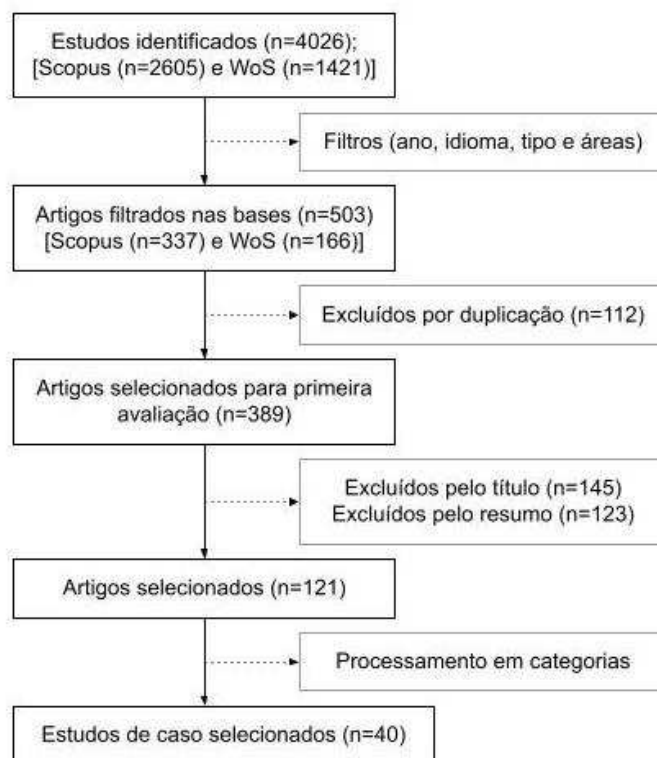 Estudos identificados (n=4026);
[Scopus (n=2605) e WoS (n=1421)]
Filtros (ano, idioma, tipo e áreas)
Artigos filtrados nas bases (n=503)
[Scopus (n=337) e WoS (n=166)]
Excluídos por duplicação (n=112)
Artigos selecionados para primeira
avaliação (n=389)
Excluídos pelo título (n=145)
Excluídos pelo resumo (n=123)
Artigos selecionados (n=121)
Processamento em categorias
Estudos de caso selecionados (n=40)